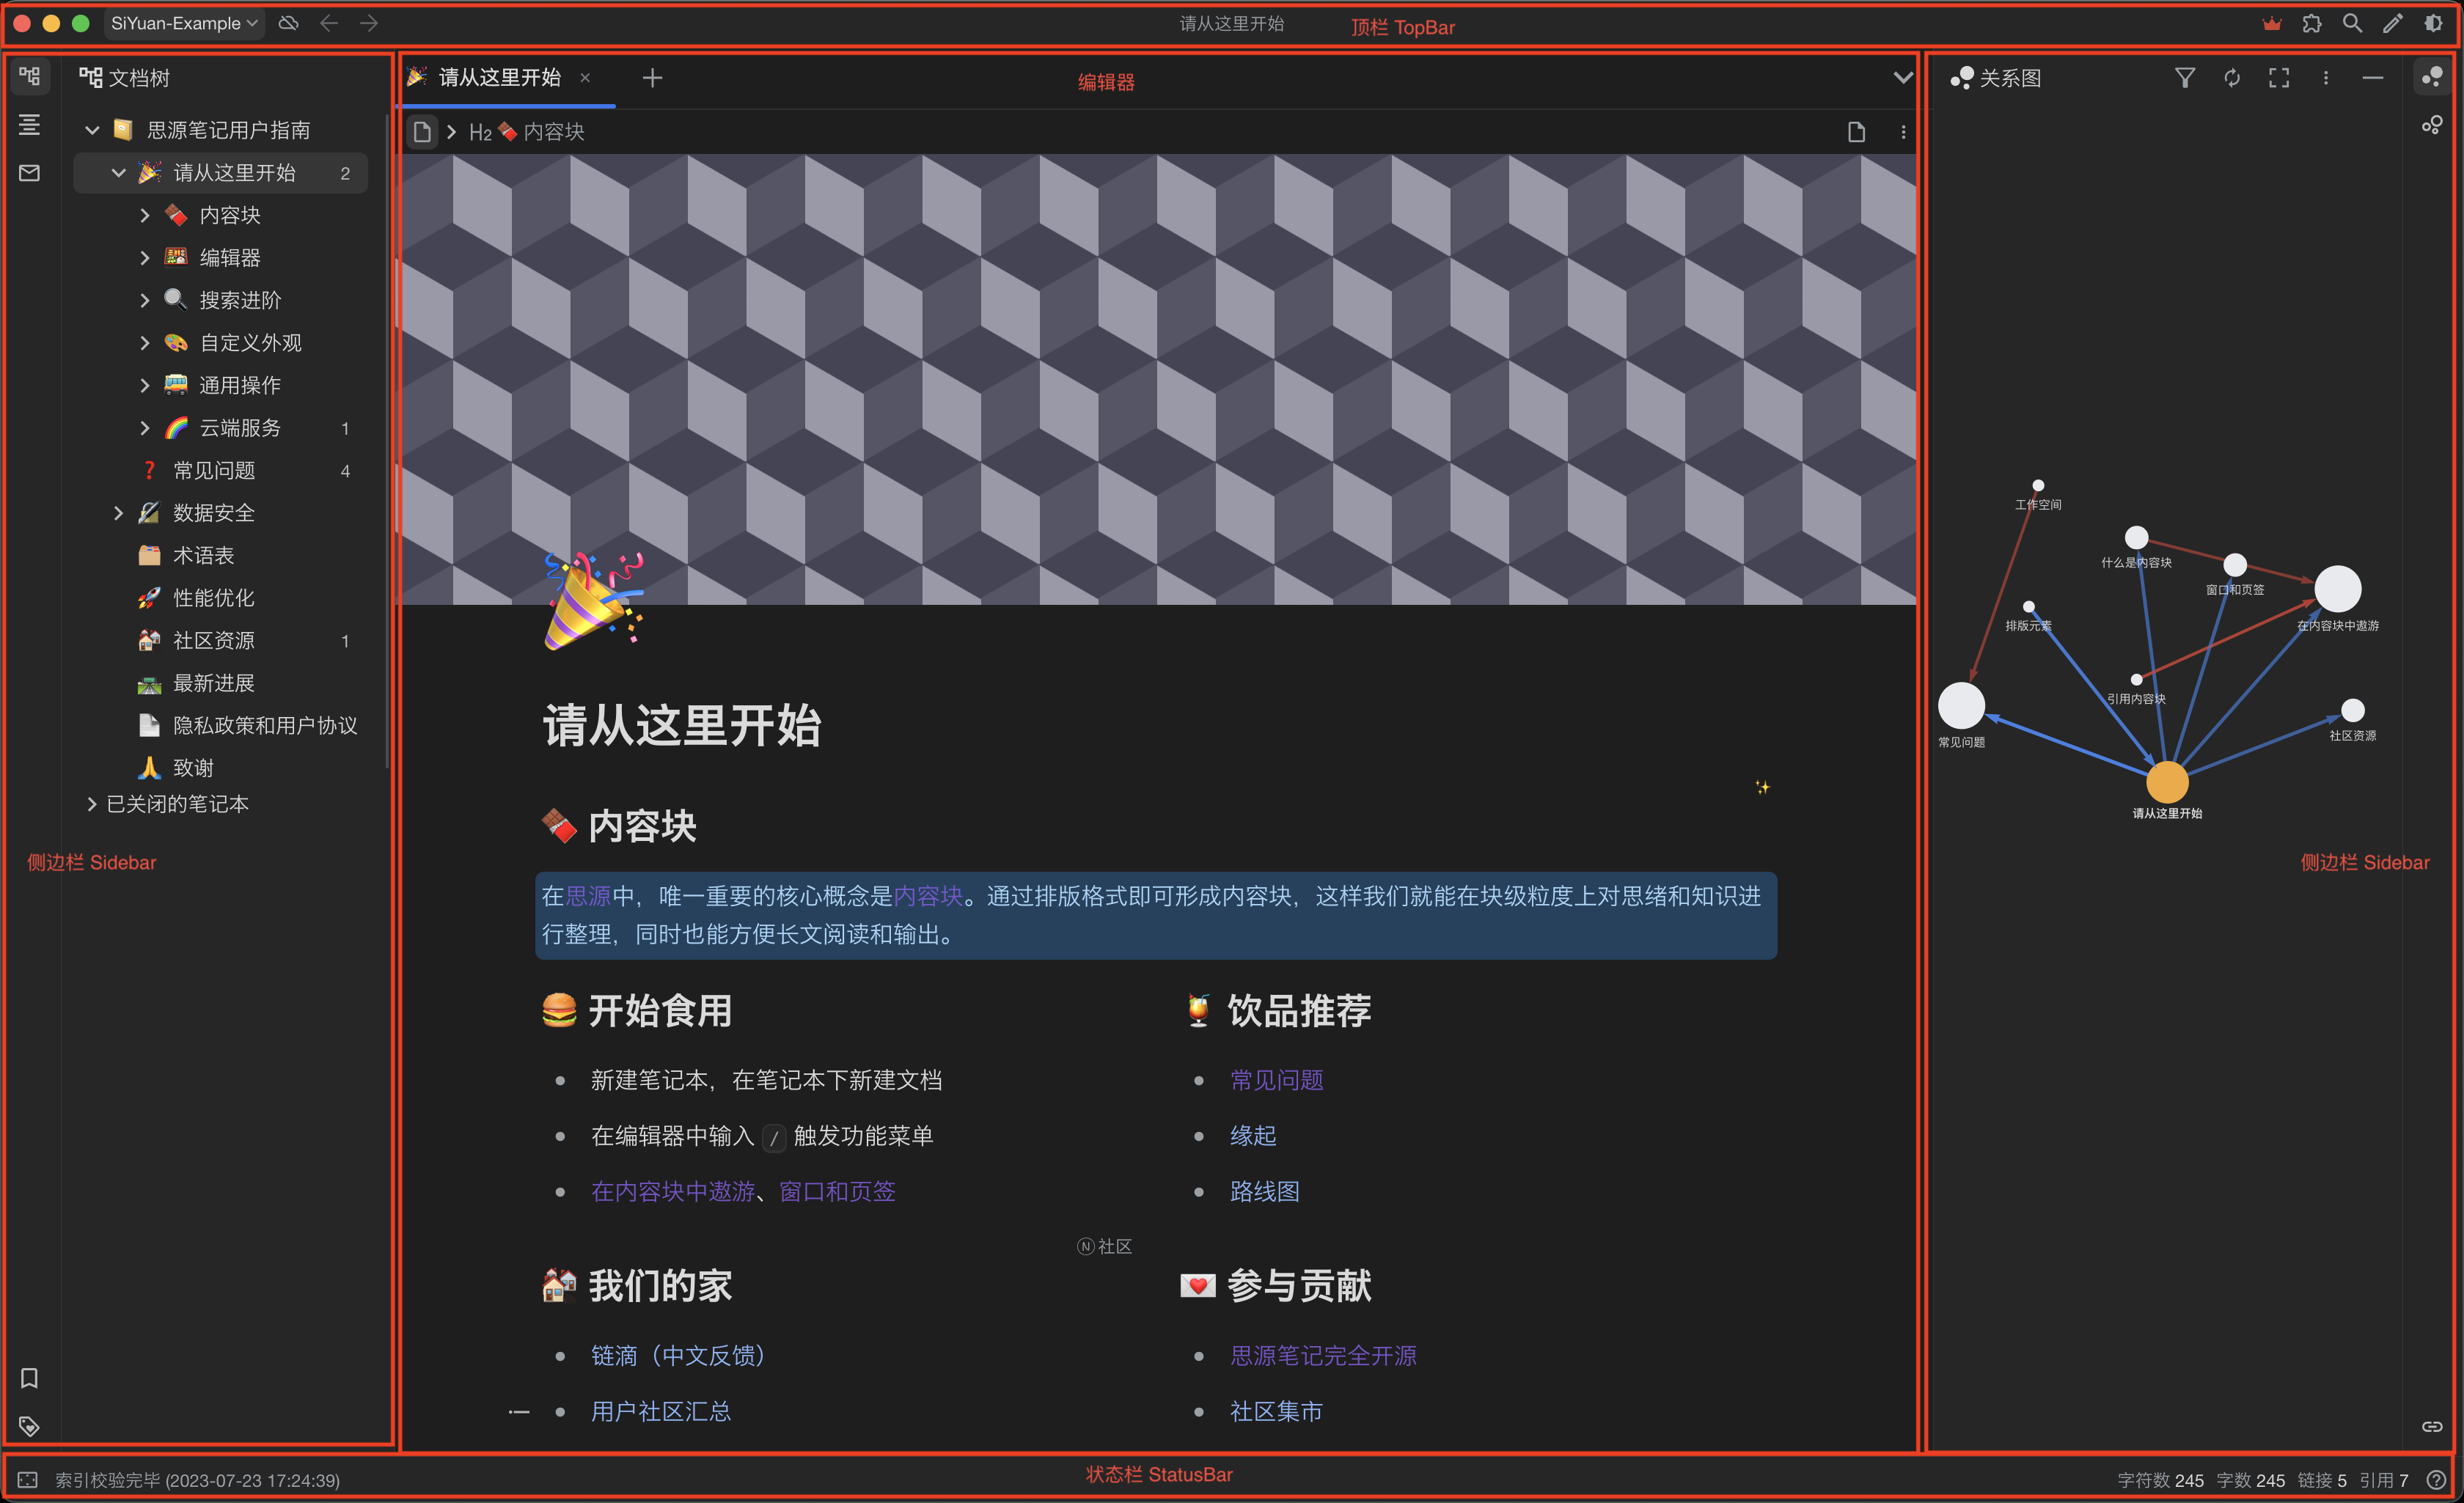 SiYuan-Example
请从这里开始
顶栏 TopBar
文档树
思源笔记用户指南
请从这里开始 2
内容块
编辑器
搜索进阶
自定义外观
通用操作
云端服务 1
常见问题 4
数据安全
术语表
性能优化
社区资源 1
最新进展
隐私政策和用户协议
致谢
已关闭的笔记本
侧边栏 Sidebar
请从这里开始
编辑器
H2 内容块
请从这里开始
内容块
在思源中，唯一重要的核心概念是内容块。通过排版格式即可形成内容块，这样我们就能在块级粒度上对思绪和知识进
行整理，同时也能方便长文阅读和输出。
开始食用
新建笔记本，在笔记本下新建文档
在编辑器中输入 / 触发功能菜单
在内容块中遨游、窗口和页签
饮品推荐
常见问题
缘起
路线图
Ⓝ 社区
我们的家
链滴（中文反馈）
用户社区汇总
参与贡献
思源笔记完全开源
社区集市
关系图
工作空间
什么是内容块
窗口和页签
在内容块中遨游
排版元素
引用内容块
常见问题
社区资源
请从这里开始
侧边栏 Sidebar
索引校验完毕 (2023-07-23 17:24:39)
状态栏 StatusBar
字符数 245 字数 245 链接 5 引用 7